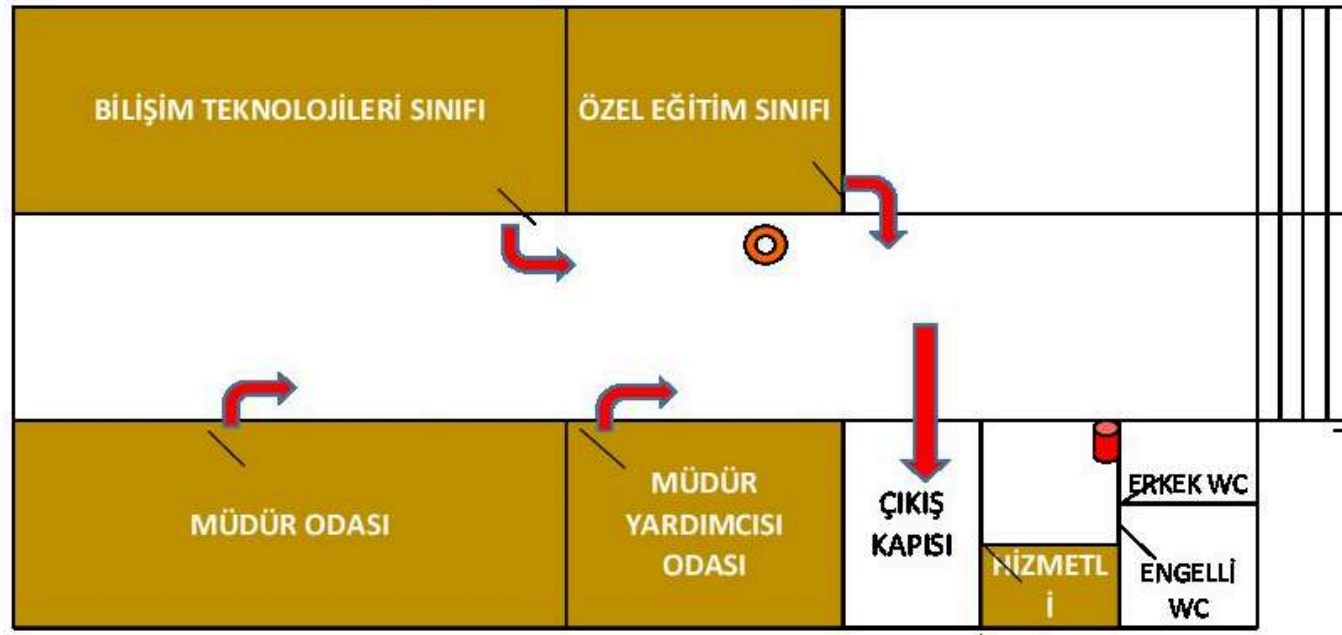 BİLİŞİM TEKNOLOJİLERİ SINIFI
ÖZEL EĞİTİM SINIFI
MÜDÜR ODASI
MÜDÜR
YARDIMCISI
ODASI
ÇIKIŞ
KAPISI
HİZMETL
İ
ERKEK WC
ENGELLİ
WC